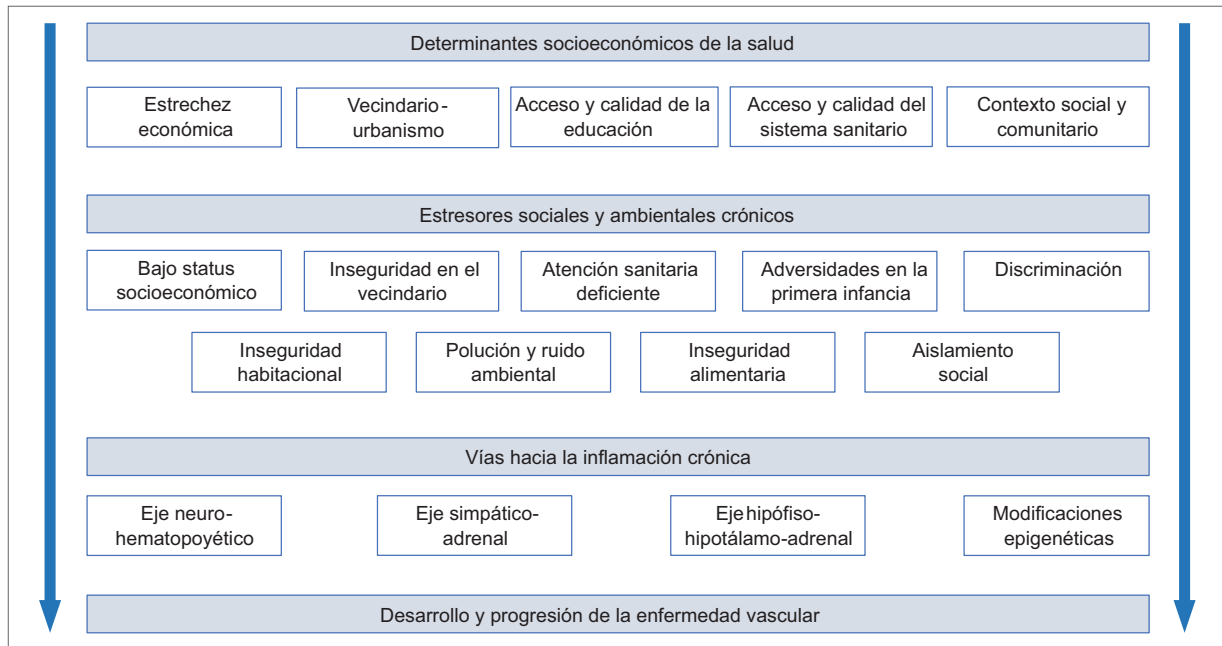 Determinantes socioeconómicos de la salud
Estrechez
económica
Vecindario-
urbanismo
Acceso y calidad de la
educación
Acceso y calidad del
sistema sanitario
Contexto social y
comunitario
Estresores sociales y ambientales crónicos
Bajo status
socioeconómico
Inseguridad en el
vecindario
Atención sanitaria
deficiente
Adversidades en la
primera infancia
Discriminación
Inseguridad
habitacional
Polución y ruido
ambiental
Inseguridad
alimentaria
Aislamiento
social
Vías hacia la inflamación crónica
Eje neuro-
hematopoyético
Eje simpático-
adrenal
Eje hipófiso-
hipotálamo-adrenal
Modificaciones
epigenéticas
Desarrollo y progresión de la enfermedad vascular